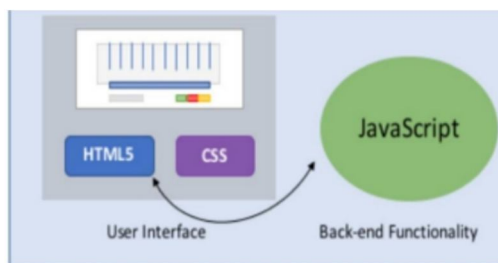 JavaScript
HTML5
CSS
User Interface
Back-end Functionality